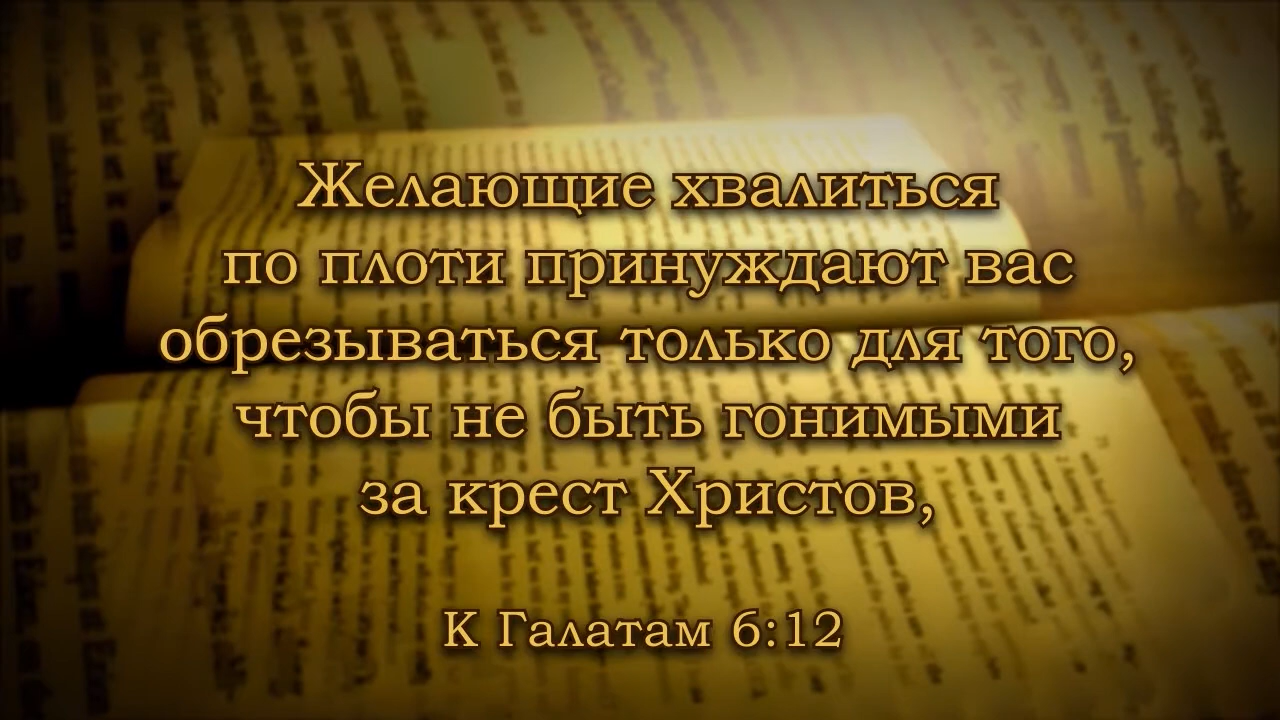 Желающие хвалиться
по плоти принуждают вас
обрезываться только для того,
чтобы не быть гонимыми
за крест Христов,
К Галатам 6:12